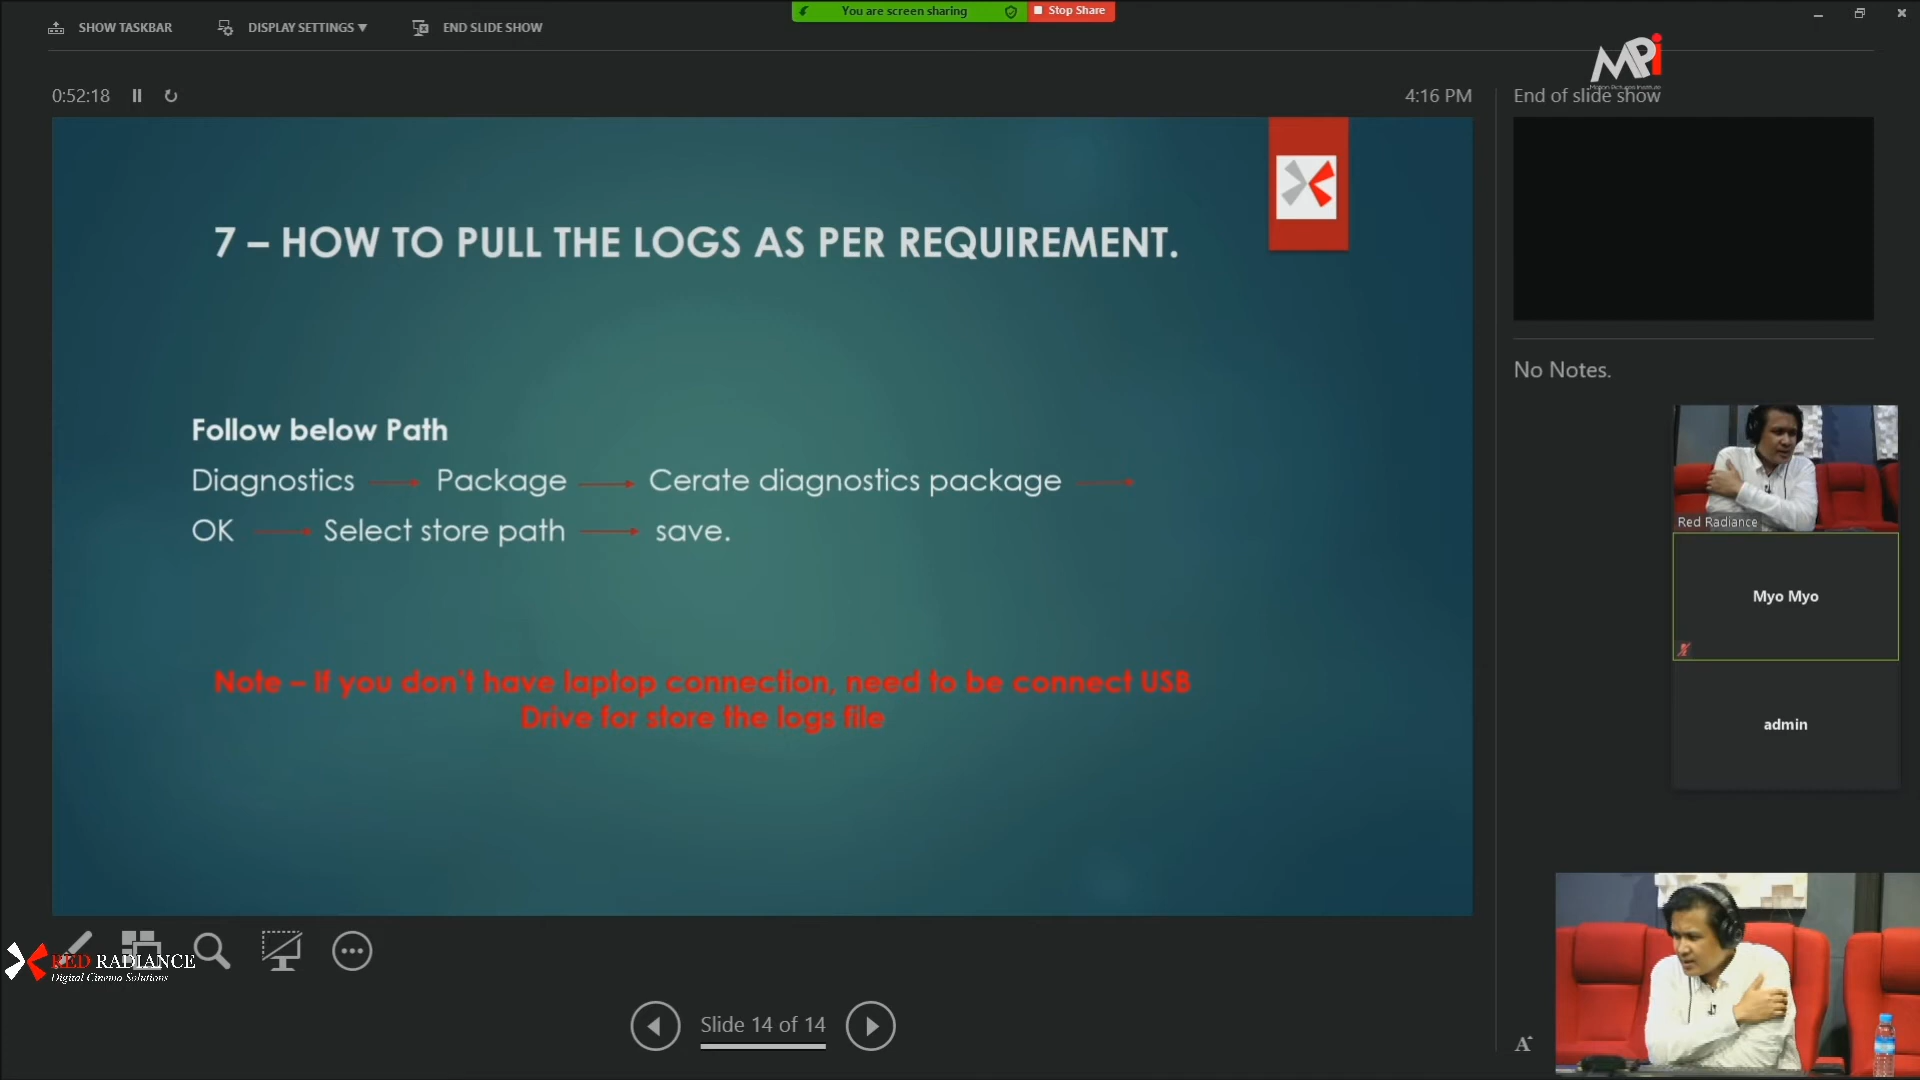 SHOW TASKBAR
DISPLAY SETTINGS ▼
END SLIDE SHOW
You are screen sharing
Stop Share
MPi
Motion Pictures Institute
0:52:18
4:16 PM
End of slide show
7 – HOW TO PULL THE LOGS AS PER REQUIREMENT.
Follow below Path
Diagnostics → Package → Cerate diagnostics package →
OK → Select store path → save.
Note – If you don't have laptop connection, need to be connect USB
Drive for store the logs file
No Notes.
Red Radiance
Myo Myo
admin
RED RADIANCE
Digital Cinema Solutions
Slide 14 of 14
A